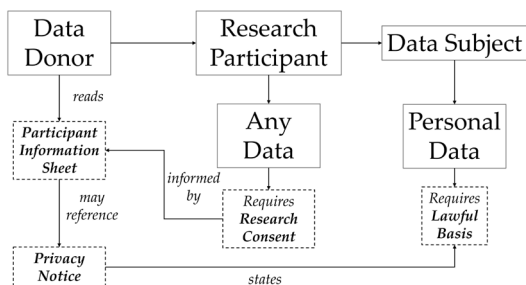 Data
Donor
Research
Participant
Data Subject
reads
Participant
Information
Sheet
Any
Data
Personal
Data
informed
by
may
reference
Requires
Research
Consent
Requires
Lawful
Basis
Privacy
Notice
states